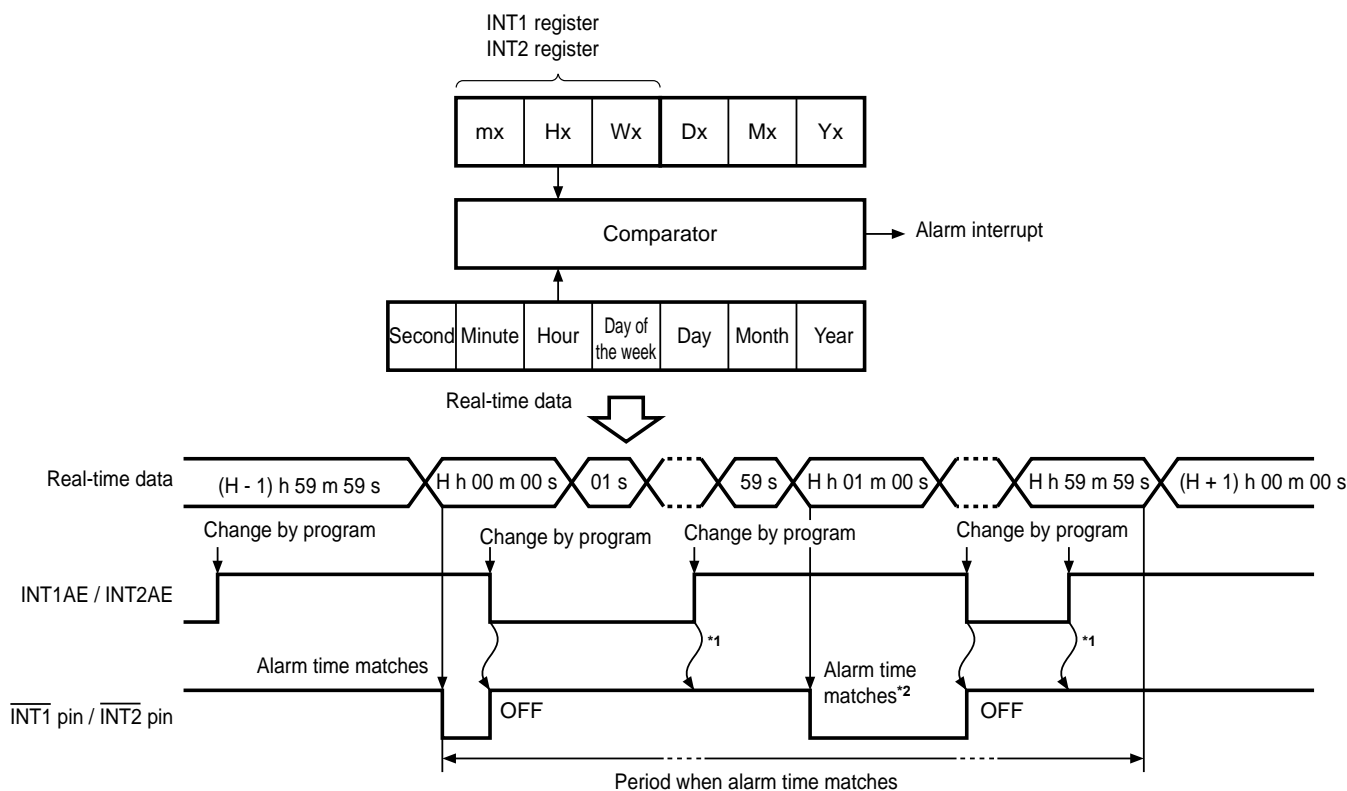 INT1 register
INT2 register
mx Hx Wx Dx Mx Yx
Comparator
Alarm interrupt
Second Minute Hour Day of the week Day Month Year
Real-time data
Real-time data
(H - 1) h 59 m 59 s H h 00 m 00 s 01 s 59 s H h 01 m 00 s H h 59 m 59 s (H + 1) h 00 m 00 s
Change by program Change by program Change by program Change by program
INT1AE / INT2AE
*1 *1
Alarm time matches
Alarm time
matches*2
INT1 pin / INT2 pin
OFF OFF
Period when alarm time matches